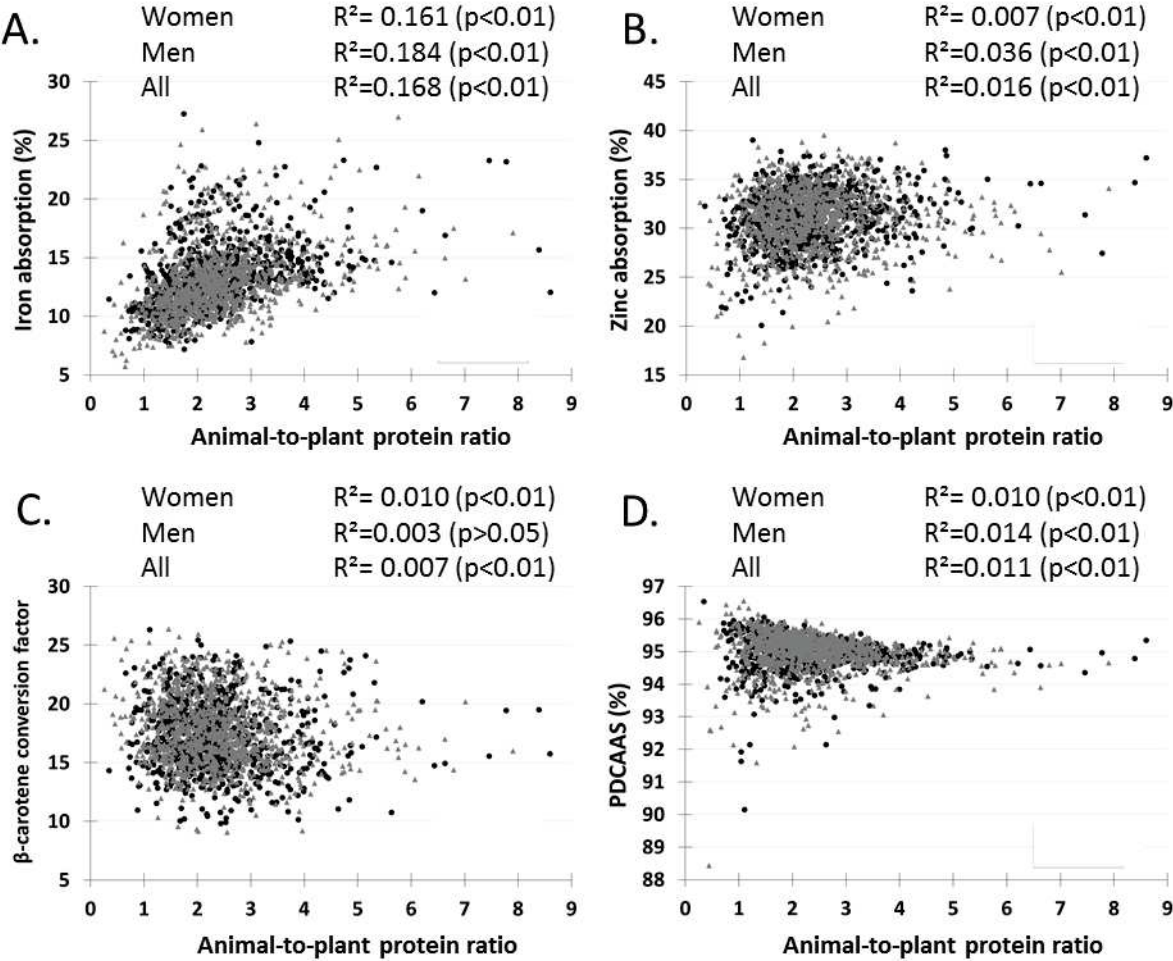 A.
Women R²= 0.161 (p<0.01)
Men R²=0.184 (p<0.01)
All R²=0.168 (p<0.01)
30
25
20
15
10
5
Iron absorption (%)
0 1 2 3 4 5 6 7 8 9
Animal-to-plant protein ratio
B.
Women R²= 0.007 (p<0.01)
Men R²=0.036 (p<0.01)
All R²=0.016 (p<0.01)
45
40
35
30
25
20
15
Zinc absorption (%)
0 1 2 3 4 5 6 7 8 9
Animal-to-plant protein ratio
C.
Women R²= 0.010 (p<0.01)
Men R²=0.003 (p>0.05)
All R²= 0.007 (p<0.01)
30
25
20
15
10
5
β-carotene conversion factor
0 1 2 3 4 5 6 7 8 9
Animal-to-plant protein ratio
D.
Women R²= 0.010 (p<0.01)
Men R²=0.014 (p<0.01)
All R²=0.011 (p<0.01)
97
96
95
94
93
92
91
90
89
88
PDCAAS (%)
0 1 2 3 4 5 6 7 8 9
Animal-to-plant protein ratio